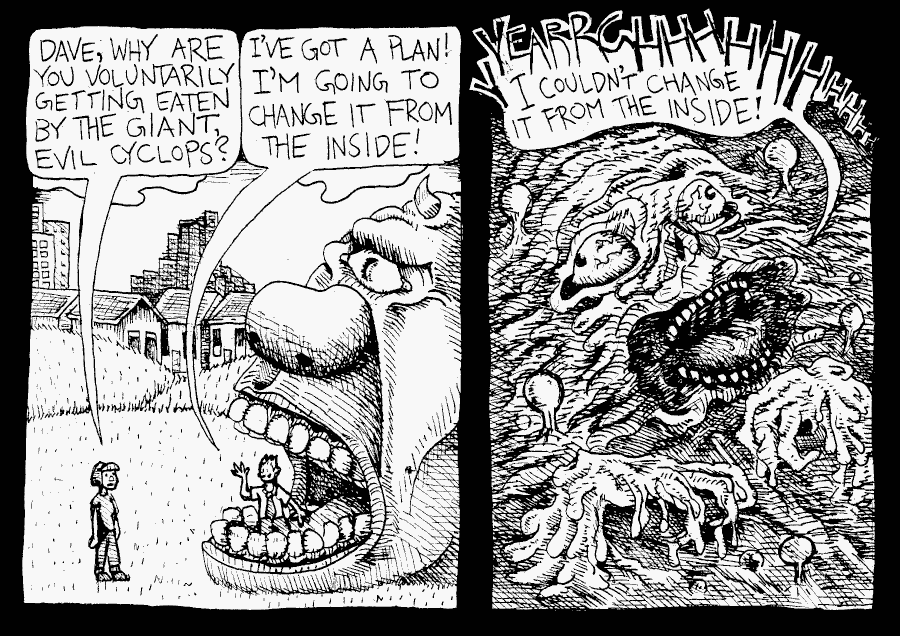 DAVE, WHY ARE
YOU VOLUNTARILY
GETTING EATEN
BY THE GIANT,
EVIL CYCLOPS?
I'VE GOT A PLAN!
I'M GOING TO
CHANGE IT FROM
THE INSIDE!
YEARRGHHHHHHHHHH
I COULDN'T CHANGE
IT FROM THE INSIDE!